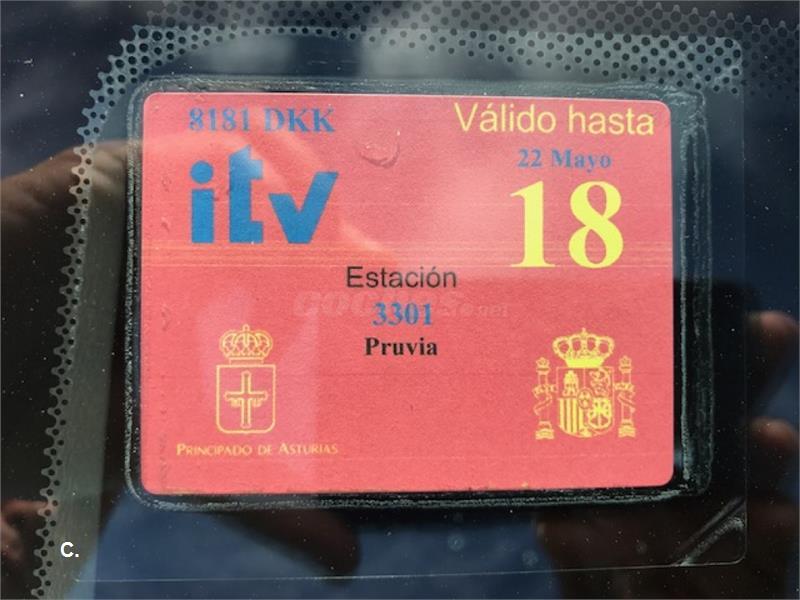 8181 DKK
Válido hasta
22 Mayo
18
itv
Estación
3301
Pruvia
PRINCIPADO DE ASTURIAS
C.